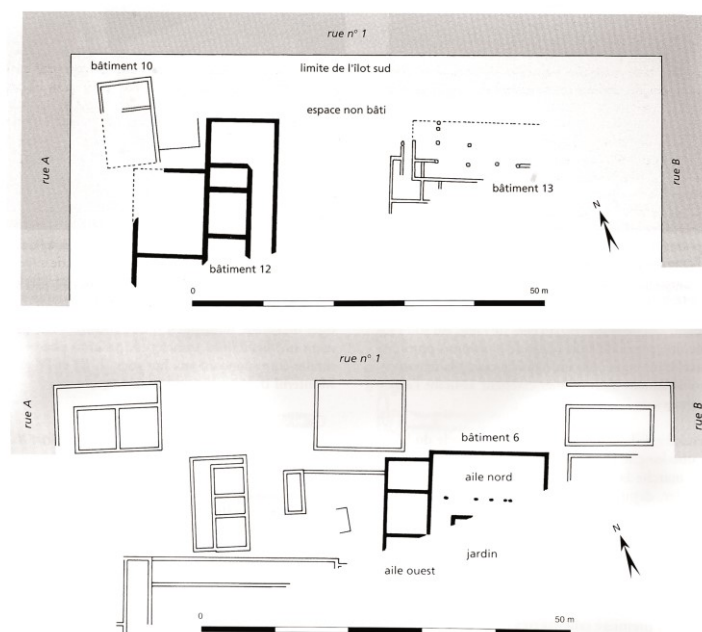 rue n° 1
bâtiment 10
limite de l'îlot sud
espace non bâti
rue A
rue B
bâtiment 13
N
bâtiment 12
0
50 m
rue n° 1
rue A
rue B
bâtiment 6
aile nord
N
jardin
aile ouest
0
50 m